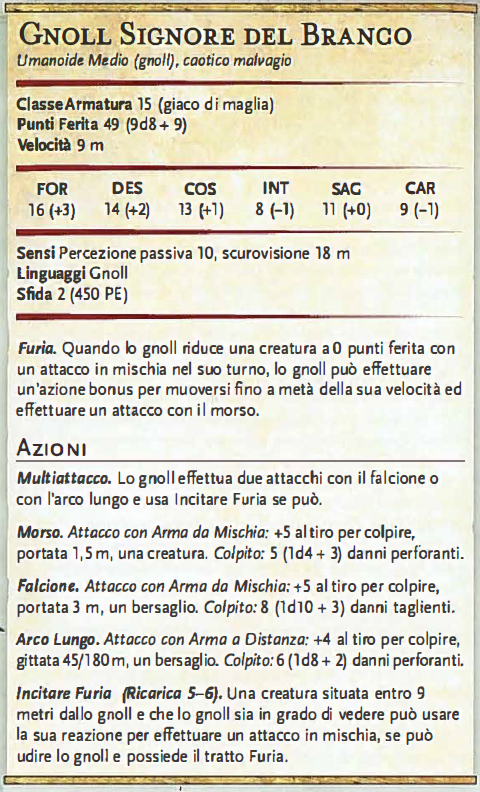 GNOLL SIGNORE DEL BRANCO
Umanoide Medio (gnoll), caotico malvagio
Classe Armatura 15 (giaco di maglia)
Punti Ferita 49 (9d8 + 9)
Velocità 9 m
FOR DES COS INT SAG CAR
16 (+3) 14 (+2) 13 (+1) 8 (–1) 11 (+0) 9 (–1)
Sensi Percezione passiva 10, scurovisione 18 m
Linguaggi Gnoll
Sfida 2 (450 PE)
Furia. Quando lo gnoll riduce una creatura a 0 punti ferita con
un attacco in mischia nel suo turno, lo gnoll può effettuare
un'azione bonus per muoversi fino a metà della sua velocità ed
effettuare un attacco con il morso.
AZIONI
Multiattacco. Lo gnoll effettua due attacchi con il falcione o
con l'arco lungo e usa Incitare Furia se può.
Morso. Attacco con Arma da Mischia: +5 al tiro per colpire,
portata 1,5 m, una creatura. Colpito: 5 (1d4 + 3) danni perforanti.
Falcione. Attacco con Arma da Mischia: +5 al tiro per colpire,
portata 3 m, un bersaglio. Colpito: 8 (1d10 + 3) danni taglienti.
Arco Lungo. Attacco con Arma a Distanza: +4 al tiro per colpire,
gittata 45/180 m, un bersaglio. Colpito: 6 (1d8 + 2) danni perforanti.
Incitare Furia (Ricarica 5–6). Una creatura situata entro 9
metri dallo gnoll e che lo gnoll sia in grado di vedere può usare
la sua reazione per effettuare un attacco in mischia, se può
udire lo gnoll e possiede il tratto Furia.